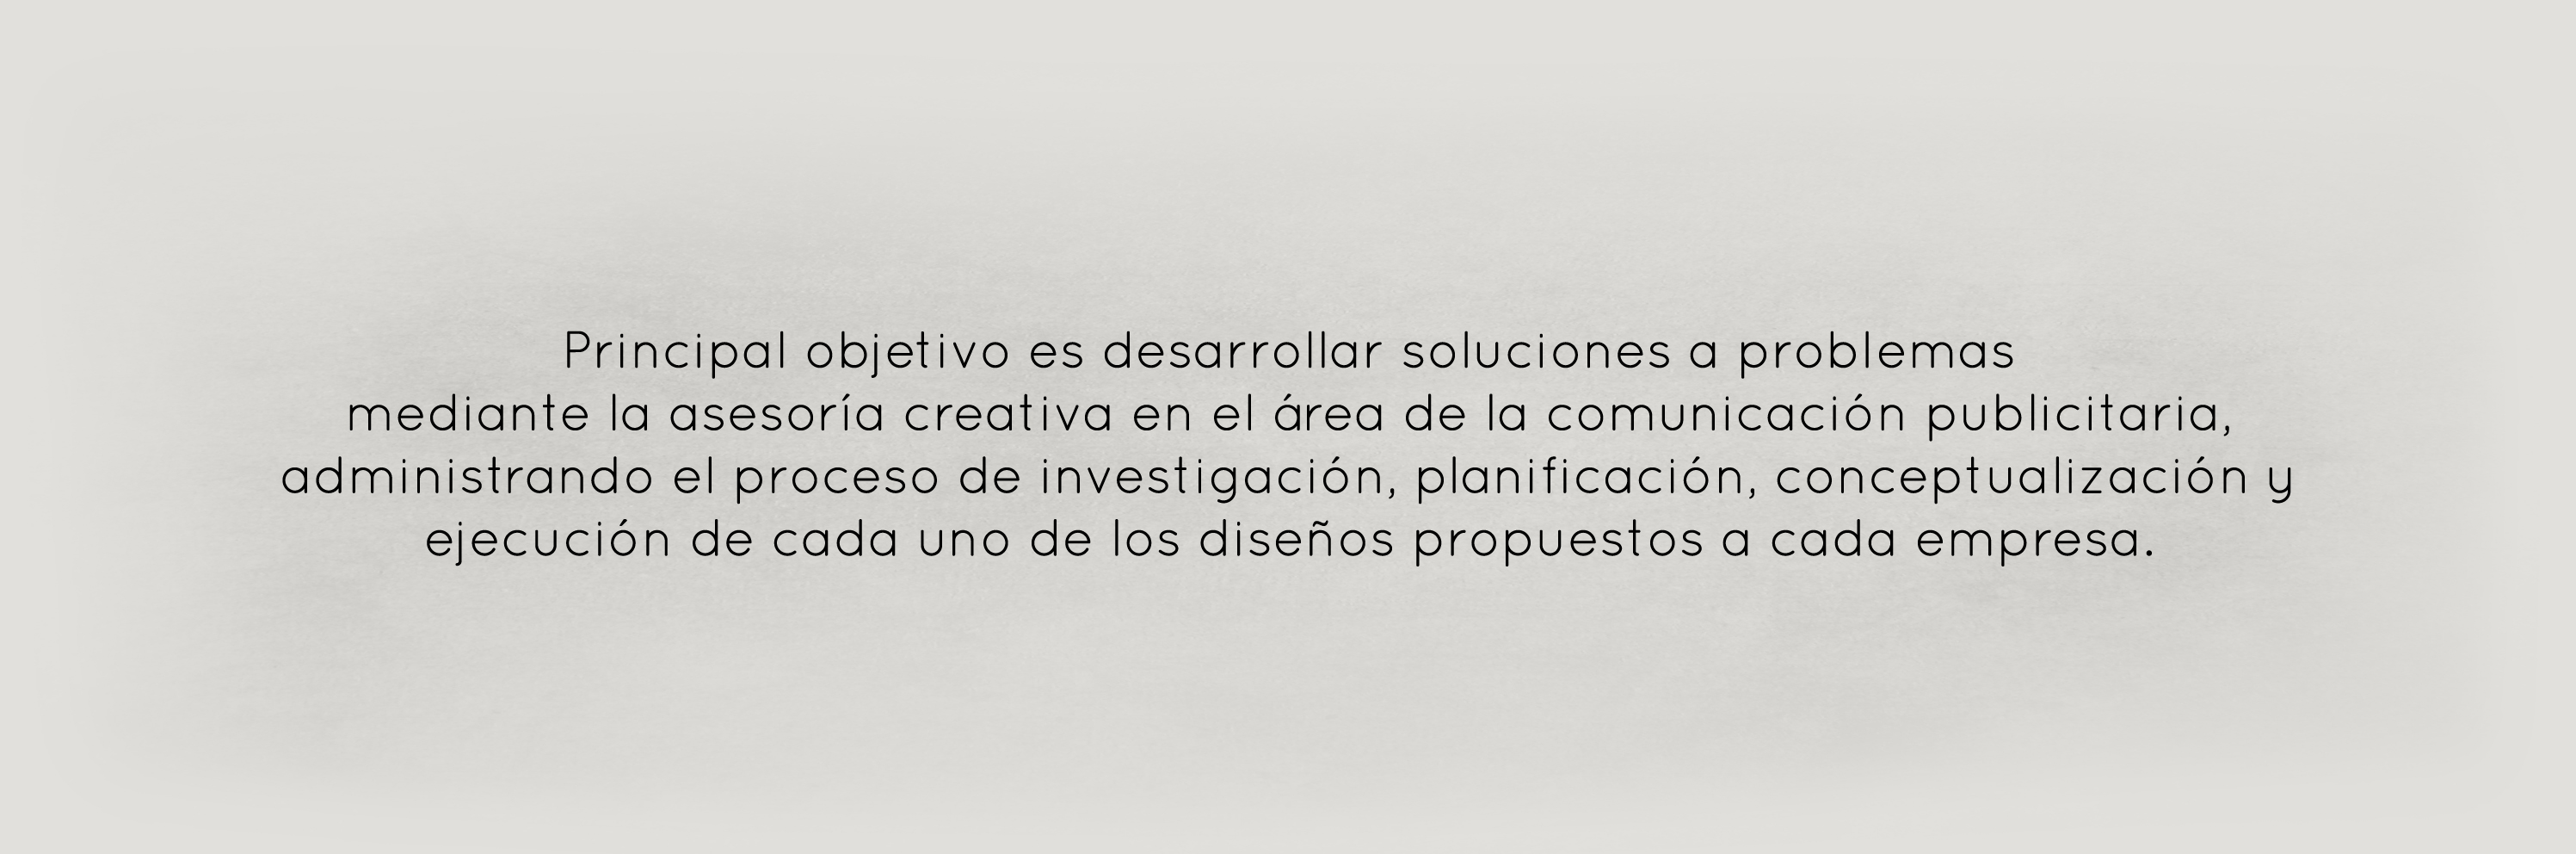 Principal objetivo es desarrollar soluciones a problemas
mediante la asesoría creativa en el área de la comunicación publicitaria,
administrando el proceso de investigación, planificación, conceptualización y
ejecución de cada uno de los diseños propuestos a cada empresa.